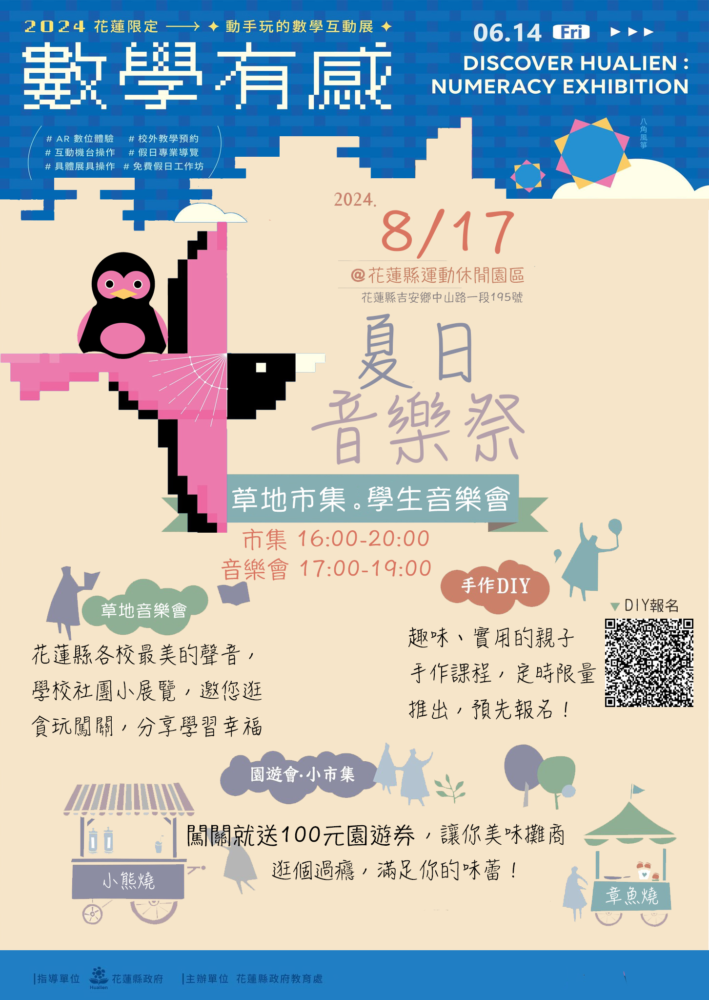 2024 花蓮限定 ⟶ ✦ 動手玩的數學互動展 ✦
數學有感
06.14 Fri ▶ ▶ ▶
DISCOVER HUALIEN :
NUMERACY EXHIBITION
# AR 數位體驗 # 校外教學預約
# 互動機台操作 # 假日專業導覽
# 具體展具操作 # 免費假日工作坊
八角風箏
2024.
8/17
@花蓮縣運動休閒園區
花蓮縣吉安鄉中山路一段195號
夏日
音樂祭
草地市集。學生音樂會
市集 16:00-20:00
音樂會 17:00-19:00
草地音樂會
花蓮縣各校最美的聲音，
學校社團小展覽，邀您逛
貪玩闖關，分享學習幸福
手作DIY
▼ DIY報名
趣味、實用的親子
手作課程，定時限量
推出，預先報名！
園遊會·小市集
闖關就送100元園遊券，讓你美味攤商
逛個過癮，滿足你的味蕾！
小熊燒
章魚燒
|指導單位 花蓮縣政府 |主辦單位 花蓮縣政府教育處
Hualien